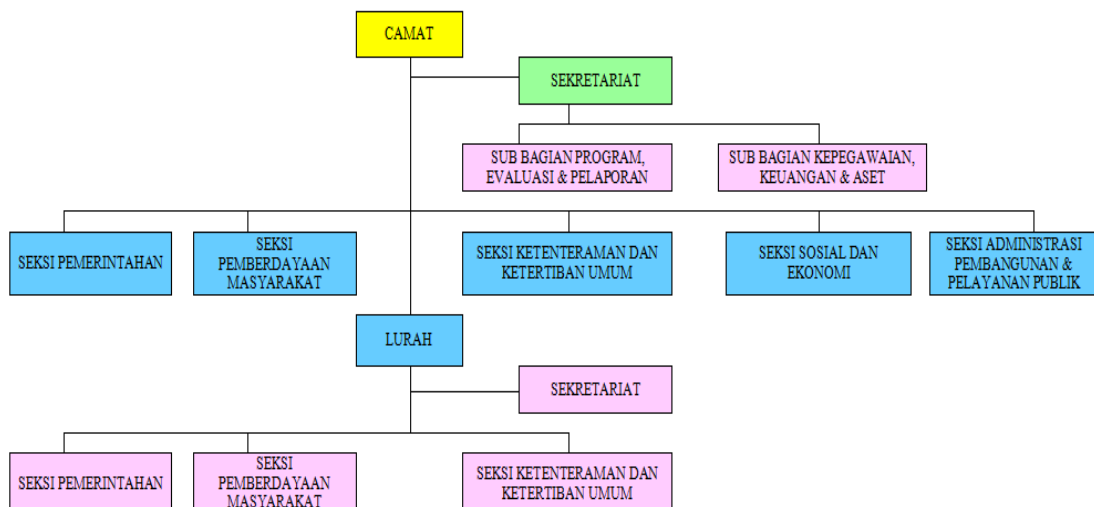 CAMAT
SEKRETARIAT
SUB BAGIAN PROGRAM,
EVALUASI & PELAPORAN
SUB BAGIAN KEPEGAWAIAN,
KEUANGAN & ASET
SEKSI PEMERINTAHAN
SEKSI
PEMBERDAYAAN
MASYARAKAT
SEKSI KETENTERAMAN DAN
KETERTIBAN UMUM
SEKSI SOSIAL DAN
EKONOMI
SEKSI ADMINISTRASI
PEMBANGUNAN &
PELAYANAN PUBLIK
LURAH
SEKRETARIAT
SEKSI PEMERINTAHAN
SEKSI
PEMBERDAYAAN
MASYARAKAT
SEKSI KETENTERAMAN DAN
KETERTIBAN UMUM